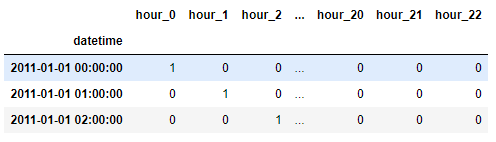 hour_0 hour_1 hour_2 ... hour_20 hour_21 hour_22
datetime
2011-01-01 00:00:00 1 0 0 ... 0 0 0
2011-01-01 01:00:00 0 1 0 ... 0 0 0
2011-01-01 02:00:00 0 0 1 ... 0 0 0